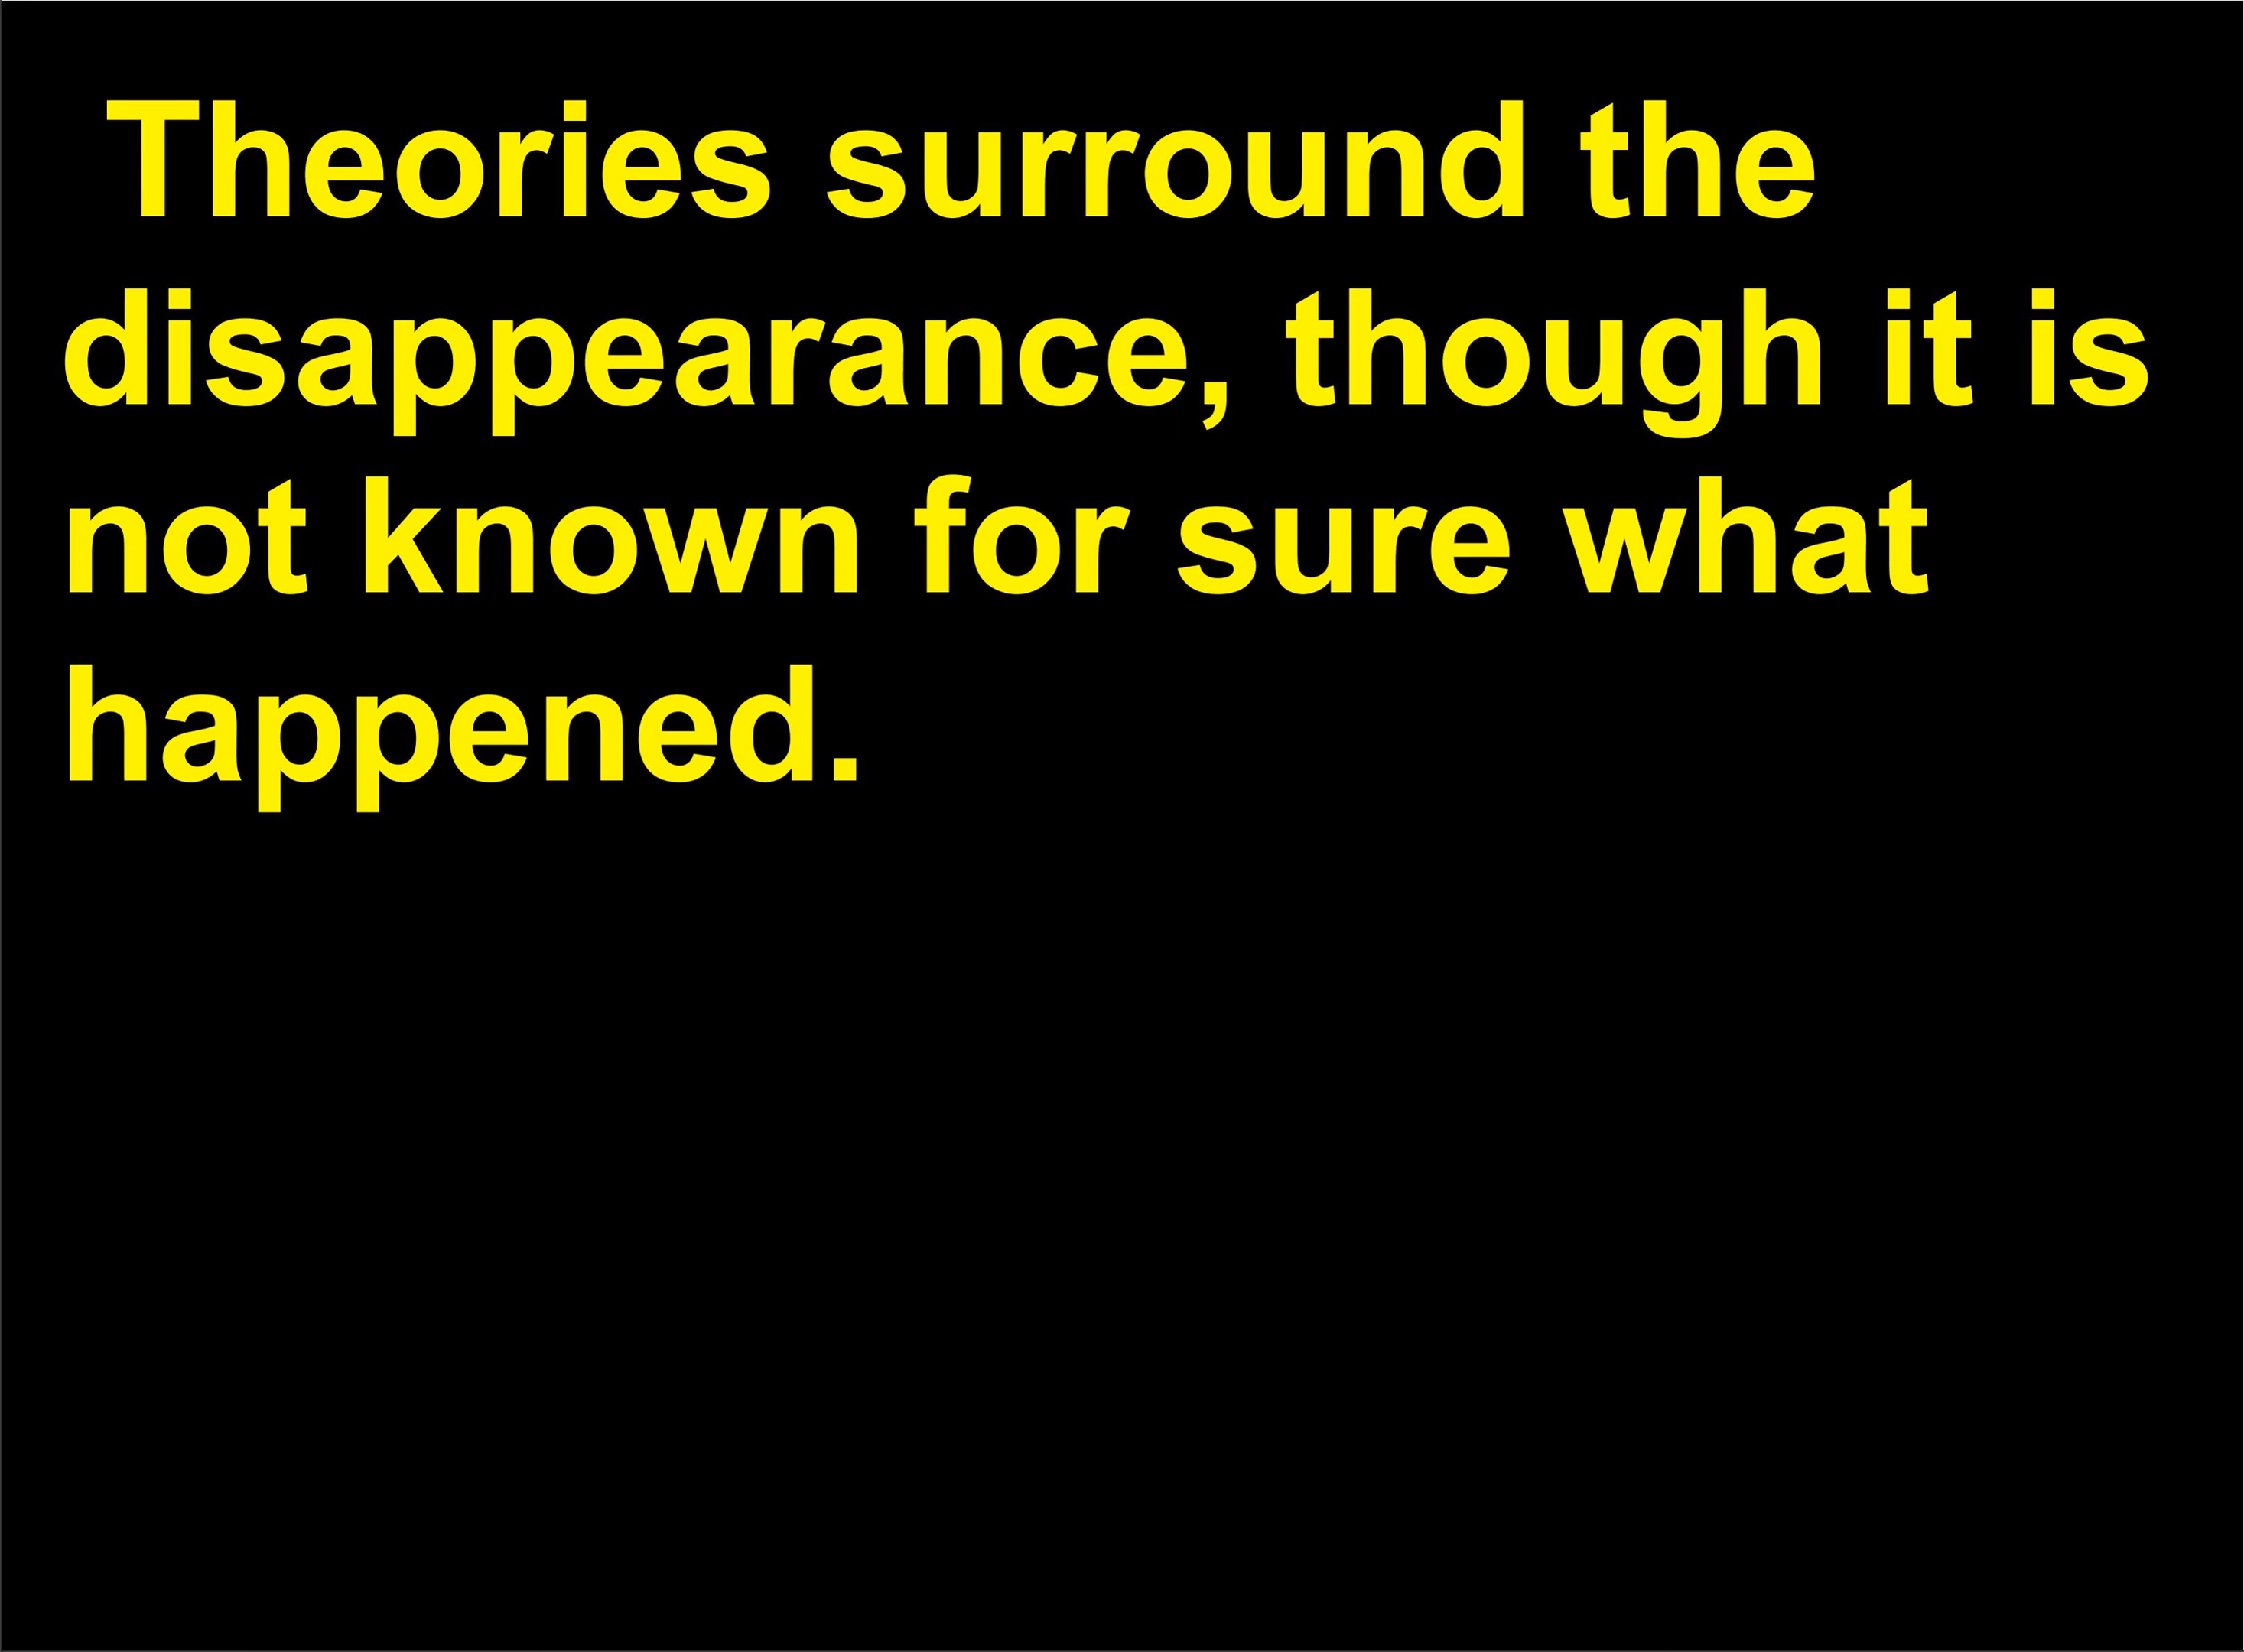 Theories surround the
disappearance, though it is
not known for sure what
happened.